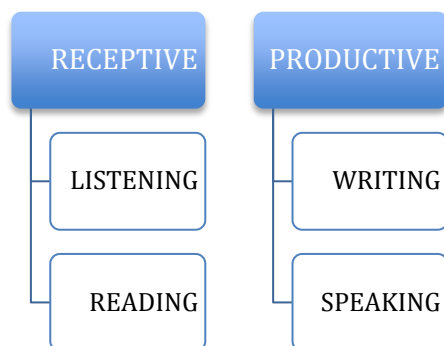 RECEPTIVE
LISTENING
READING
PRODUCTIVE
WRITING
SPEAKING